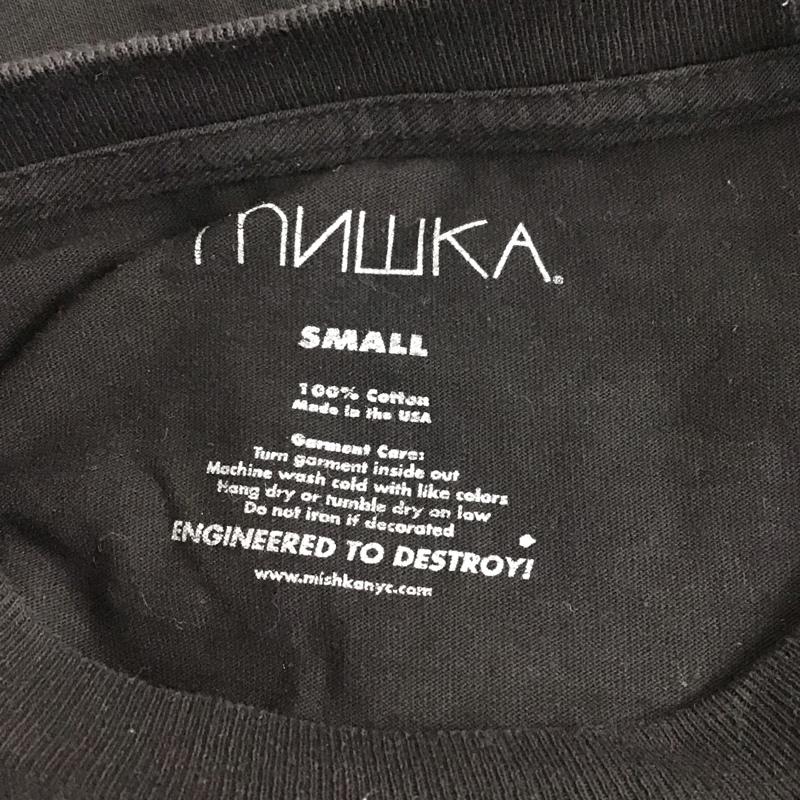 МИШКА®
SMALL
100% Cotton
Made in the USA
Garment Care:
Turn garment inside out
Machine wash cold with like colors
Hang dry or tumble dry on low
Do not iron if decorated
ENGINEERED TO DESTROY!
www.mishkanyc.com